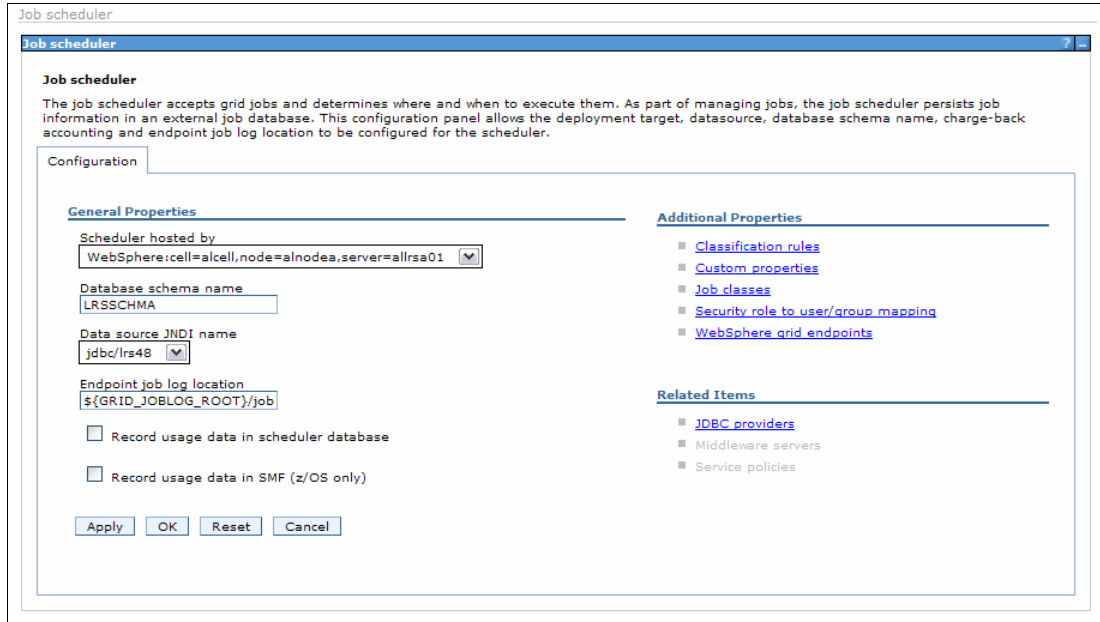 Job scheduler
Job scheduler
? -
Job scheduler
The job scheduler accepts grid jobs and determines where and when to execute them. As part of managing jobs, the job scheduler persists job
information in an external job database. This configuration panel allows the deployment target, datasource, database schema name, charge-back
accounting and endpoint job log location to be configured for the scheduler.
Configuration
General Properties
Scheduler hosted by
WebSphere:cell=alcell,node=alnodea,server=allrsa01
Database schema name
LRSSCHMA
Data source JNDI name
jdbc/lrs48
Endpoint job log location
${GRID_JOBLOG_ROOT}/job
Record usage data in scheduler database
Record usage data in SMF (z/OS only)
Apply OK Reset Cancel
Additional Properties
Classification rules
Custom properties
Job classes
Security role to user/group mapping
WebSphere grid endpoints
Related Items
JDBC providers
Middleware servers
Service policies